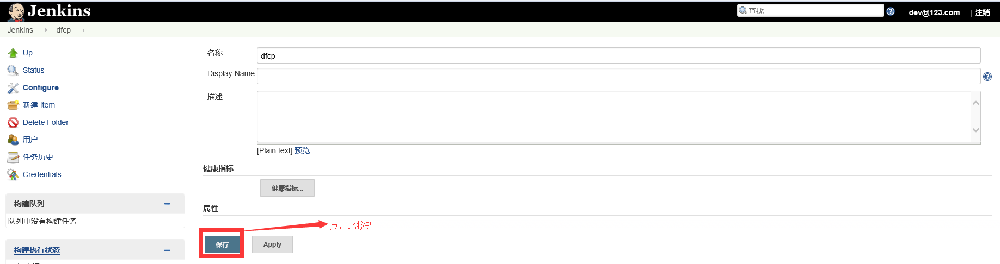 Jenkins
查找
dev@123.com | 注销
Jenkins dfcp
Up
Status
Configure
新建 Item
Delete Folder
用户
任务历史
Credentials
构建队列
队列中没有构建任务
构建执行状态
名称 dfcp
Display Name
描述
[Plain text] 预览
健康指标
健康指标...
属性
点击此按钮
保存 Apply